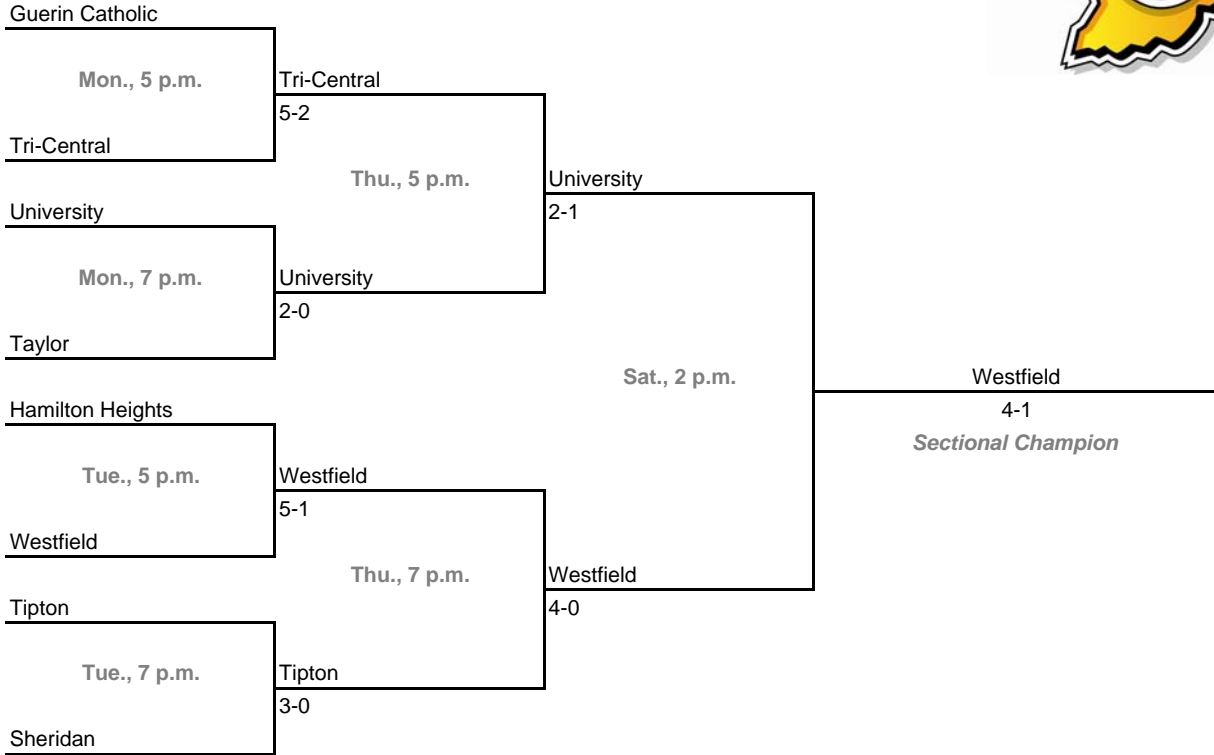 Guerin Catholic
Mon., 5 p.m.
Tri-Central
5-2
Tri-Central
Thu., 5 p.m.
University
2-1
University
Mon., 7 p.m.
University
2-0
Taylor
Sat., 2 p.m.
Westfield
4-1
Sectional Champion
Hamilton Heights
Tue., 5 p.m.
Westfield
5-1
Westfield
Thu., 7 p.m.
Westfield
4-0
Tipton
Tue., 7 p.m.
Tipton
3-0
Sheridan